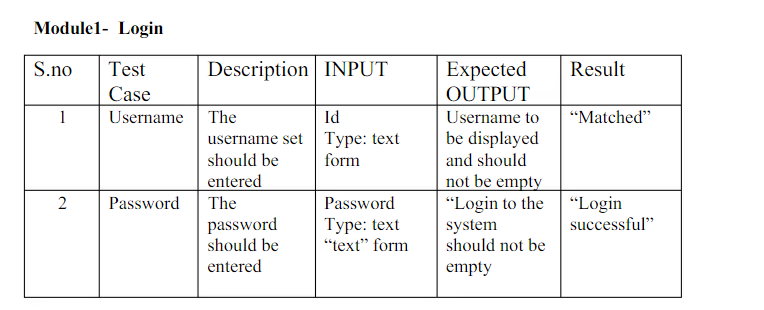 Module1- Login
S.no Test Case Description INPUT Expected OUTPUT Result
1 Username The username set should be entered Id Type: text form Username to be displayed and should not be empty “Matched”
2 Password The password should be entered Password Type: text “text” form “Login to the system should not be empty “Login successful”